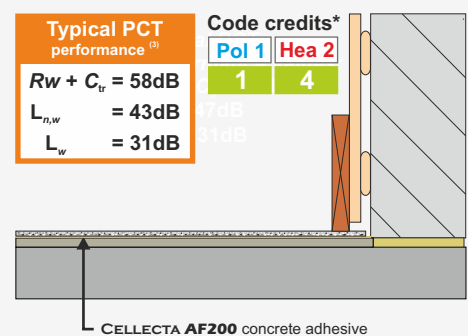 Typical PCT
performance (3)
Rw + Ctr = 58dB
Ln,w = 43dB
Lw = 31dB
Code credits*
Pol 1 Hea 2
1 4
47dB
31dB
CELLECTA AF200 concrete adhesive